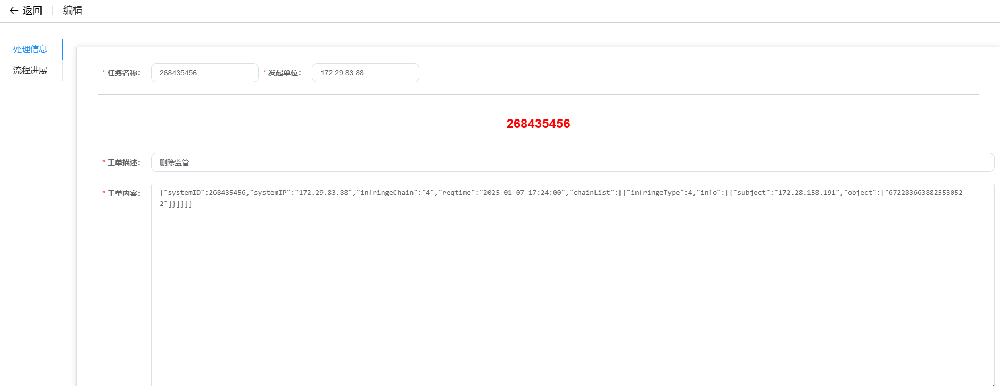 返回 编辑
处理信息
流程进展
* 任务名称： 268435456 * 发起单位： 172.29.83.88
268435456
* 工单描述： 删除监管
* 工单内容： {"systemID":268435456,"systemIP":"172.29.83.88","infringeChain":"4","reqtime":"2025-01-07 17:24:00","chainList":[{"infringeType":4,"info":[{"subject":"172.28.158.191","object":["672283663882553052
2"]}]}]}